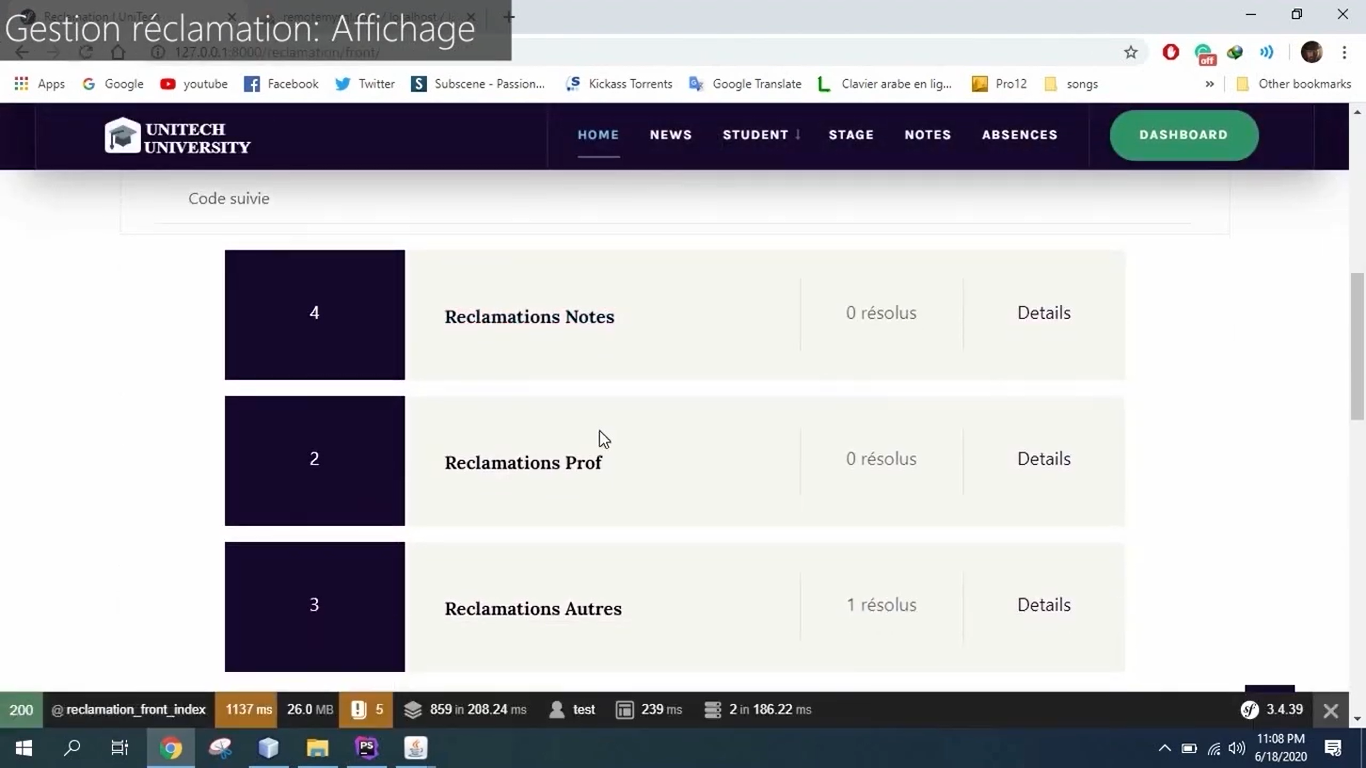 Gestion réclamation: Affichage
127.0.0.1:8000/reclamation/front/
Apps Google youtube Facebook Twitter Subscene - Passion... Kickass Torrents Google Translate Clavier arabe en lig... Pro12 songs » Other bookmarks
off
UNITECH
UNIVERSITY
HOME NEWS STUDENT STAGE NOTES ABSENCES DASHBOARD
Code suivie
4 Reclamations Notes 0 résolus Details
2 Reclamations Prof 0 résolus Details
3 Reclamations Autres 1 résolus Details
200 @ reclamation_front_index 1137 ms 26.0 MB 5 859 in 208.24 ms test 239 ms 2 in 186.22 ms sf 3.4.39
PS
11:08 PM
6/18/2020